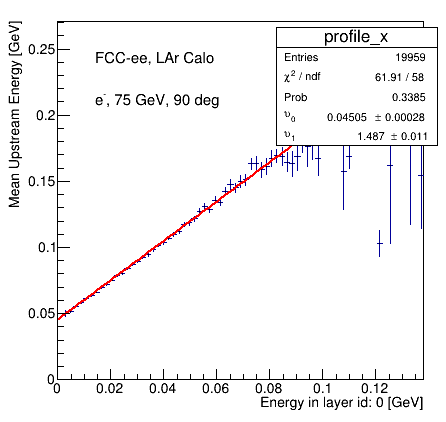 profile_x
Entries 19959
χ² / ndf 61.91 / 58
Prob 0.3385
υ₀ 0.04505 ± 0.00028
υ₁ 1.487 ± 0.011
FCC-ee, LAr Calo
e⁻, 75 GeV, 90 deg
Mean Upstream Energy [GeV]
0.25
0.2
0.15
0.1
0.05
0
0 0.02 0.04 0.06 0.08 0.1 0.12
Energy in layer id: 0 [GeV]